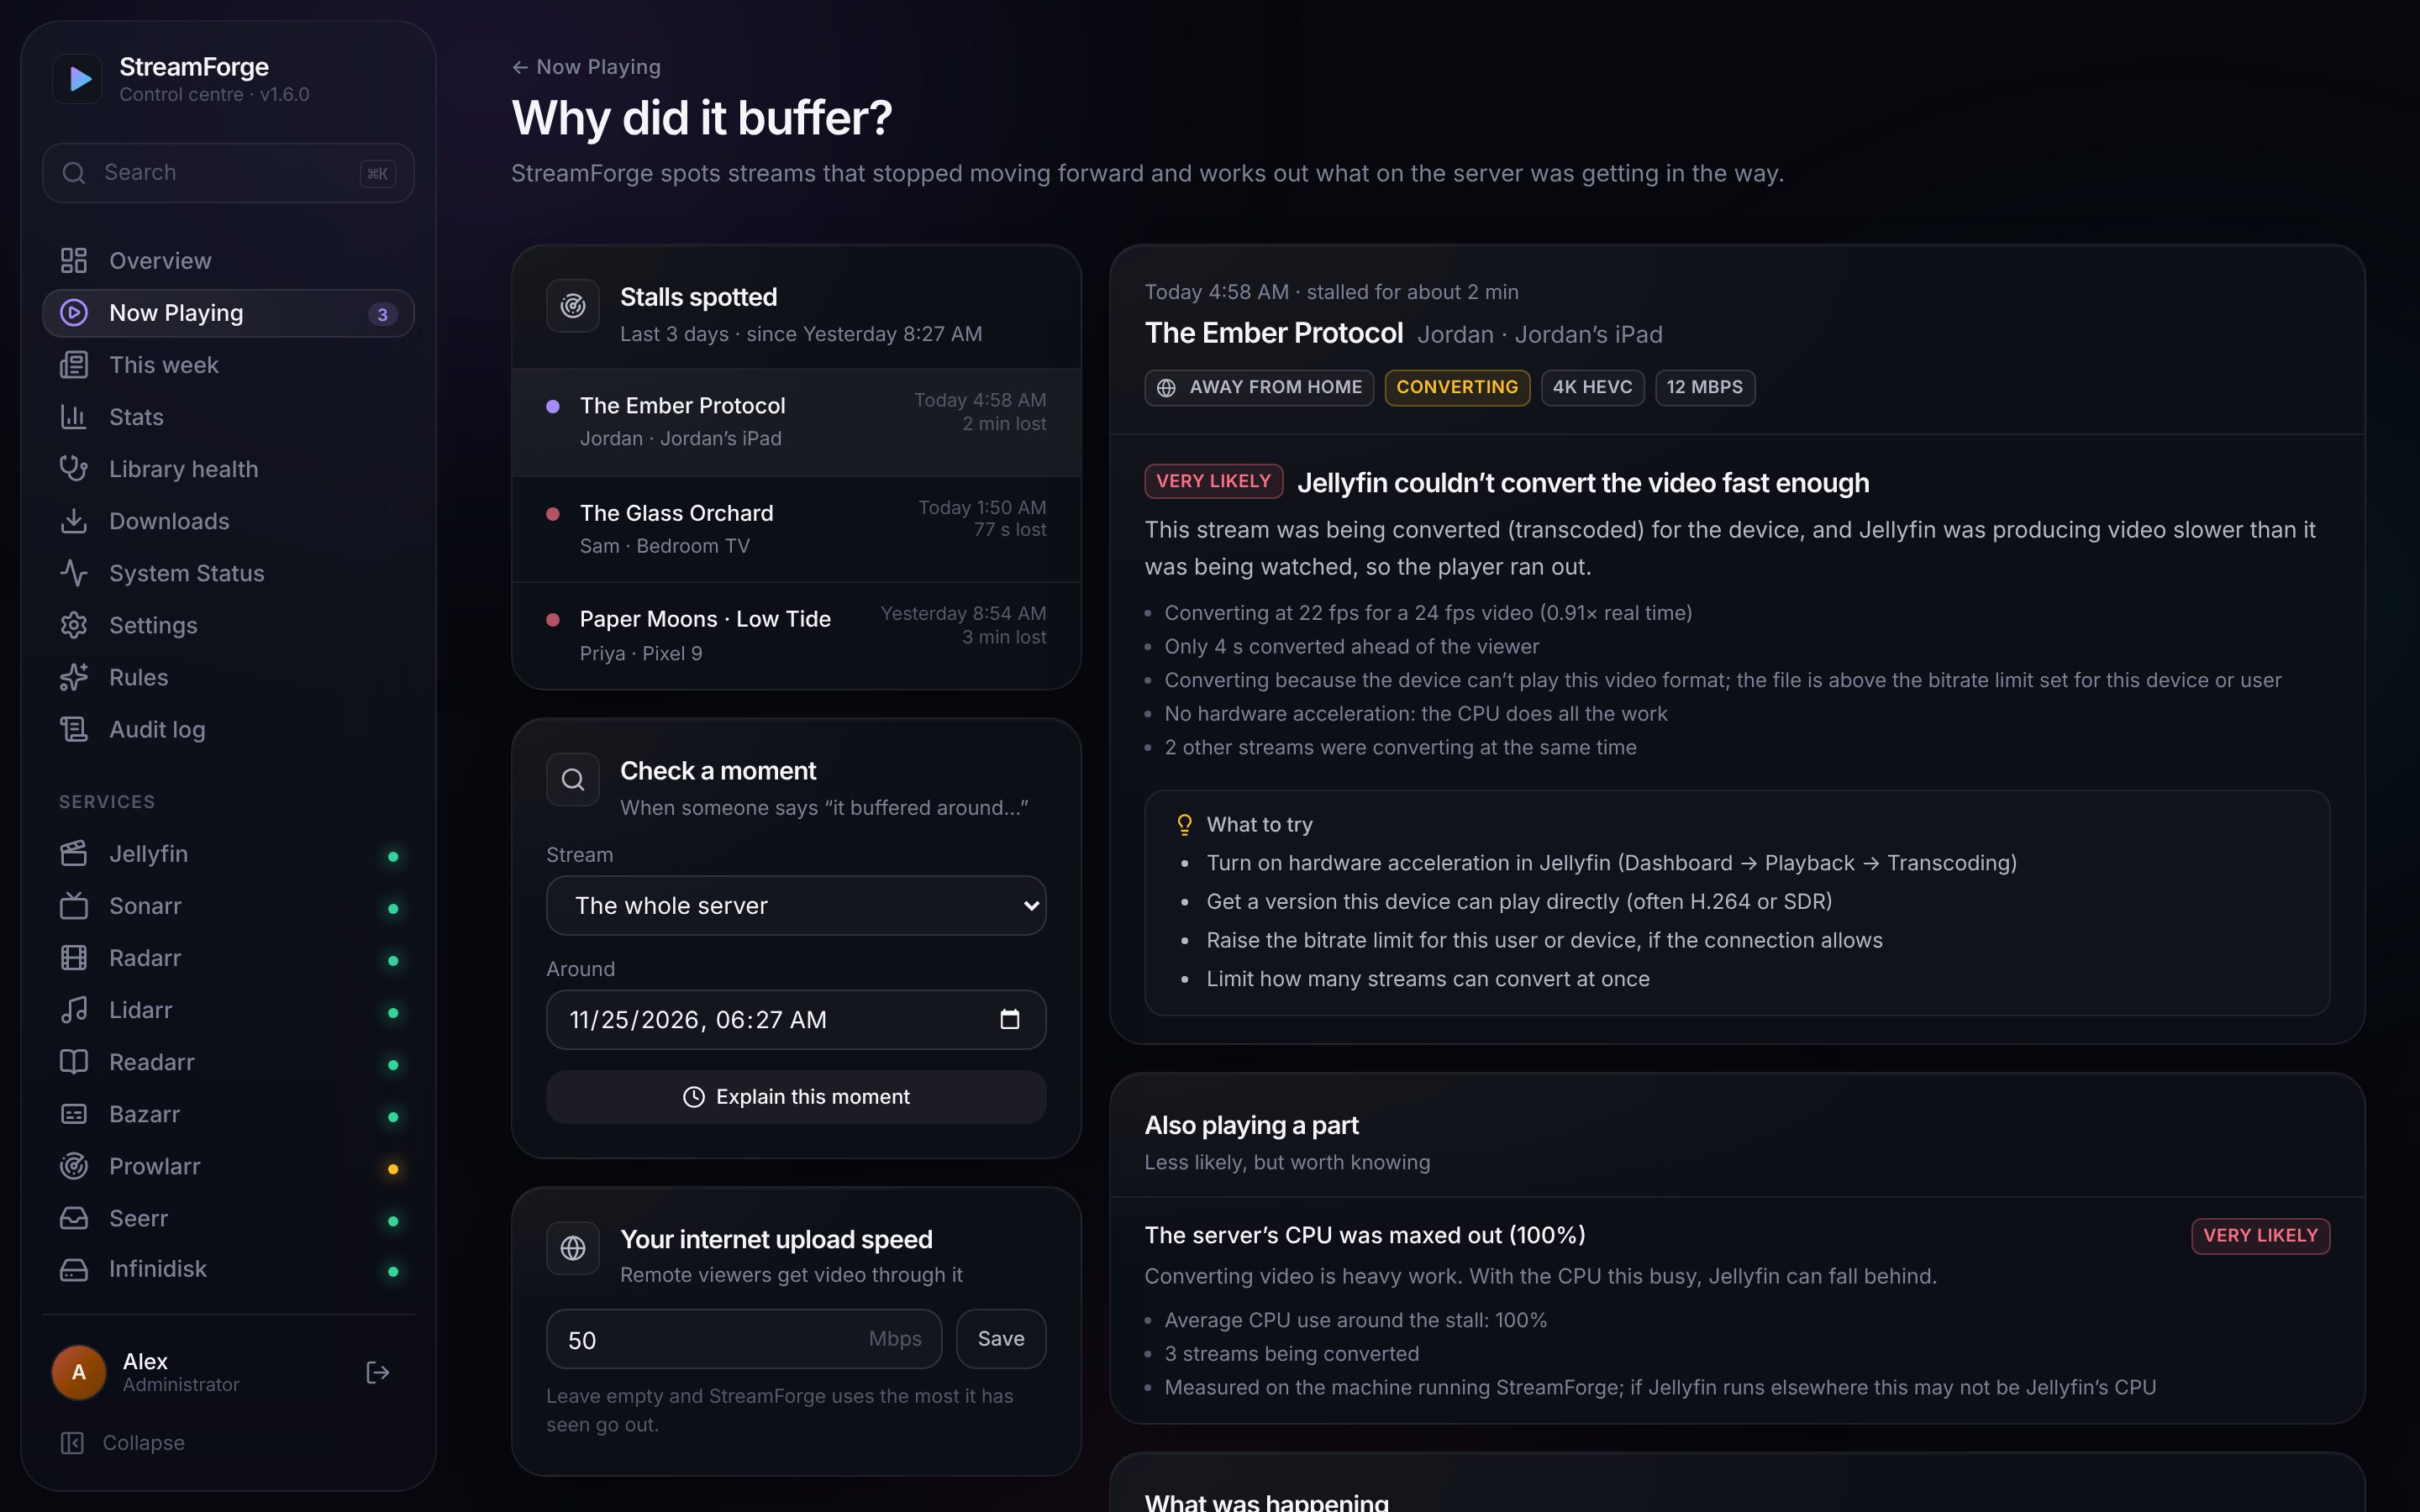 StreamForge
Control centre · v1.6.0
Search
⌘K
Overview
Now Playing
3
This week
Stats
Library health
Downloads
System Status
Settings
Rules
Audit log
SERVICES
Jellyfin
Sonarr
Radarr
Lidarr
Readarr
Bazarr
Prowlarr
Seerr
Infinidisk
A
Alex
Administrator
Collapse
← Now Playing
Why did it buffer?
StreamForge spots streams that stopped moving forward and works out what on the server was getting in the way.
Stalls spotted
Last 3 days · since Yesterday 8:27 AM
The Ember Protocol
Today 4:58 AM
2 min lost
Jordan · Jordan’s iPad
The Glass Orchard
Today 1:50 AM
77 s lost
Sam · Bedroom TV
Paper Moons · Low Tide
Yesterday 8:54 AM
3 min lost
Priya · Pixel 9
Check a moment
When someone says “it buffered around…”
Stream
The whole server
Around
11/25/2026, 06:27 AM
Explain this moment
Your internet upload speed
Remote viewers get video through it
50
Mbps
Save
Leave empty and StreamForge uses the most it has
seen go out.
Today 4:58 AM · stalled for about 2 min
The Ember Protocol Jordan · Jordan’s iPad
AWAY FROM HOME
CONVERTING
4K HEVC
12 MBPS
VERY LIKELY
Jellyfin couldn’t convert the video fast enough
This stream was being converted (transcoded) for the device, and Jellyfin was producing video slower than it
was being watched, so the player ran out.
• Converting at 22 fps for a 24 fps video (0.91× real time)
• Only 4 s converted ahead of the viewer
• Converting because the device can’t play this video format; the file is above the bitrate limit set for this device or user
• No hardware acceleration: the CPU does all the work
• 2 other streams were converting at the same time
What to try
• Turn on hardware acceleration in Jellyfin (Dashboard → Playback → Transcoding)
• Get a version this device can play directly (often H.264 or SDR)
• Raise the bitrate limit for this user or device, if the connection allows
• Limit how many streams can convert at once
Also playing a part
Less likely, but worth knowing
The server’s CPU was maxed out (100%)
VERY LIKELY
Converting video is heavy work. With the CPU this busy, Jellyfin can fall behind.
• Average CPU use around the stall: 100%
• 3 streams being converted
• Measured on the machine running StreamForge; if Jellyfin runs elsewhere this may not be Jellyfin’s CPU
What was happening